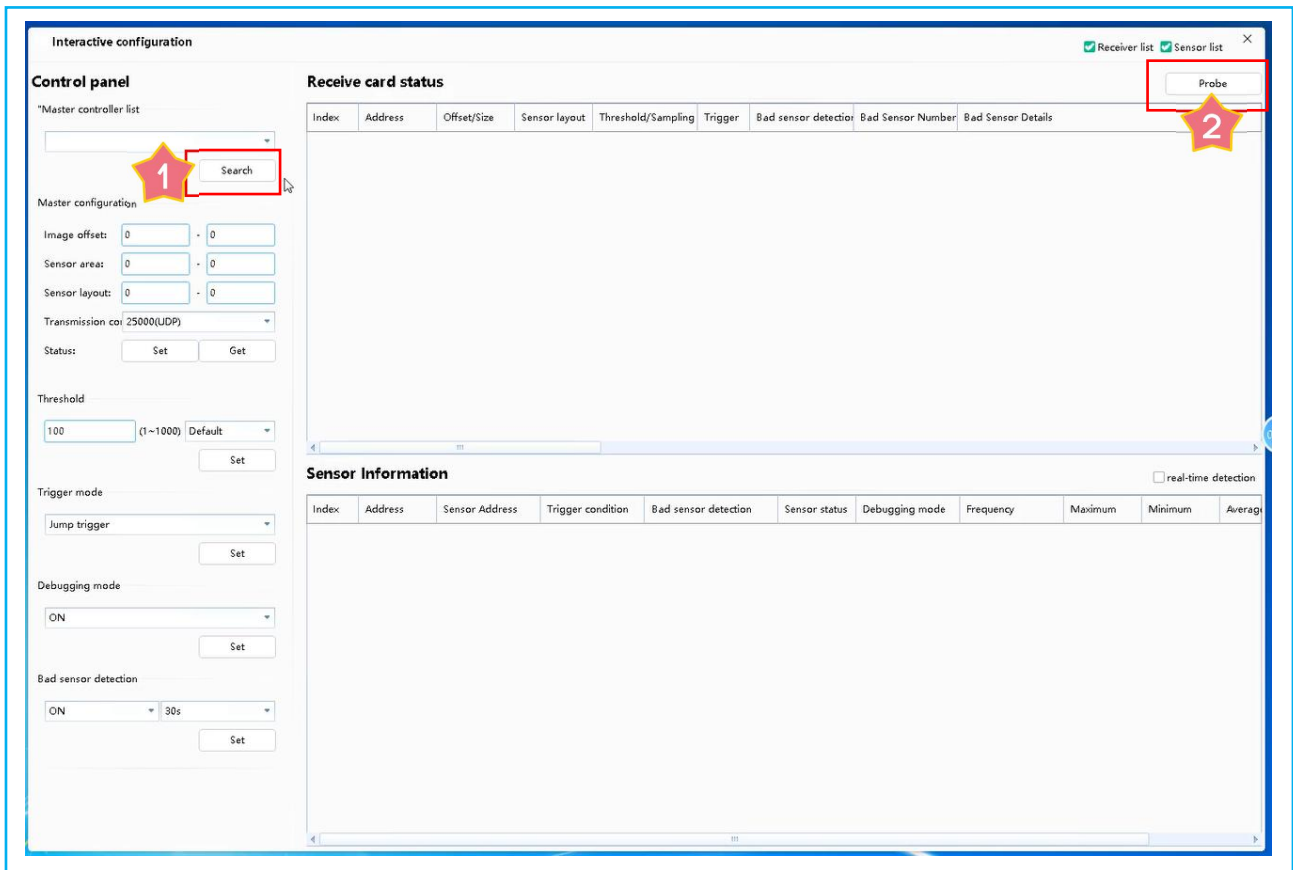 Interactive configuration
Receiver list Sensor list
Control panel
"Master controller list
1
Search
Master configuration
Image offset: 0 - 0
Sensor area: 0 - 0
Sensor layout: 0 - 0
Transmission co 25000(UDP)
Status: Set Get
Threshold
100 (1~1000) Default
Set
Trigger mode
Jump trigger
Set
Debugging mode
ON
Set
Bad sensor detection
ON 30s
Set
Receive card status
Probe
2
Index Address Offset/Size Sensor layout Threshold/Sampling Trigger Bad sensor detection Bad Sensor Number Bad Sensor Details
Sensor Information
real-time detection
Index Address Sensor Address Trigger condition Bad sensor detection Sensor status Debugging mode Frequency Maximum Minimum Average